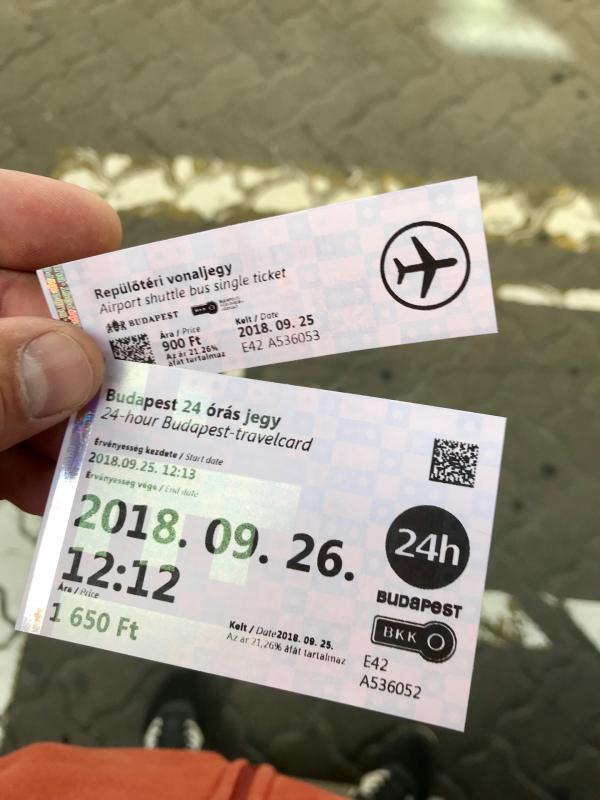 Repülőtéri vonaljegy
Airport shuttle bus single ticket
BUDAPEST
Ára / Price
900 Ft
Az ár 21,26%
áfát tartalmaz
Kelt / Date
2018. 09. 25
E42 A536053
Budapest 24 órás jegy
24-hour Budapest-travelcard
Érvényesség kezdete / Start date
2018.09.25. 12:13
Érvényesség vége / End date
2018. 09. 26.
12:12
Ára / Price
1 650 Ft
Kelt / Date 2018. 09. 25.
Az ár 21,26% áfát tartalmaz
24h
BUDAPEST
BKK
E42
A536052